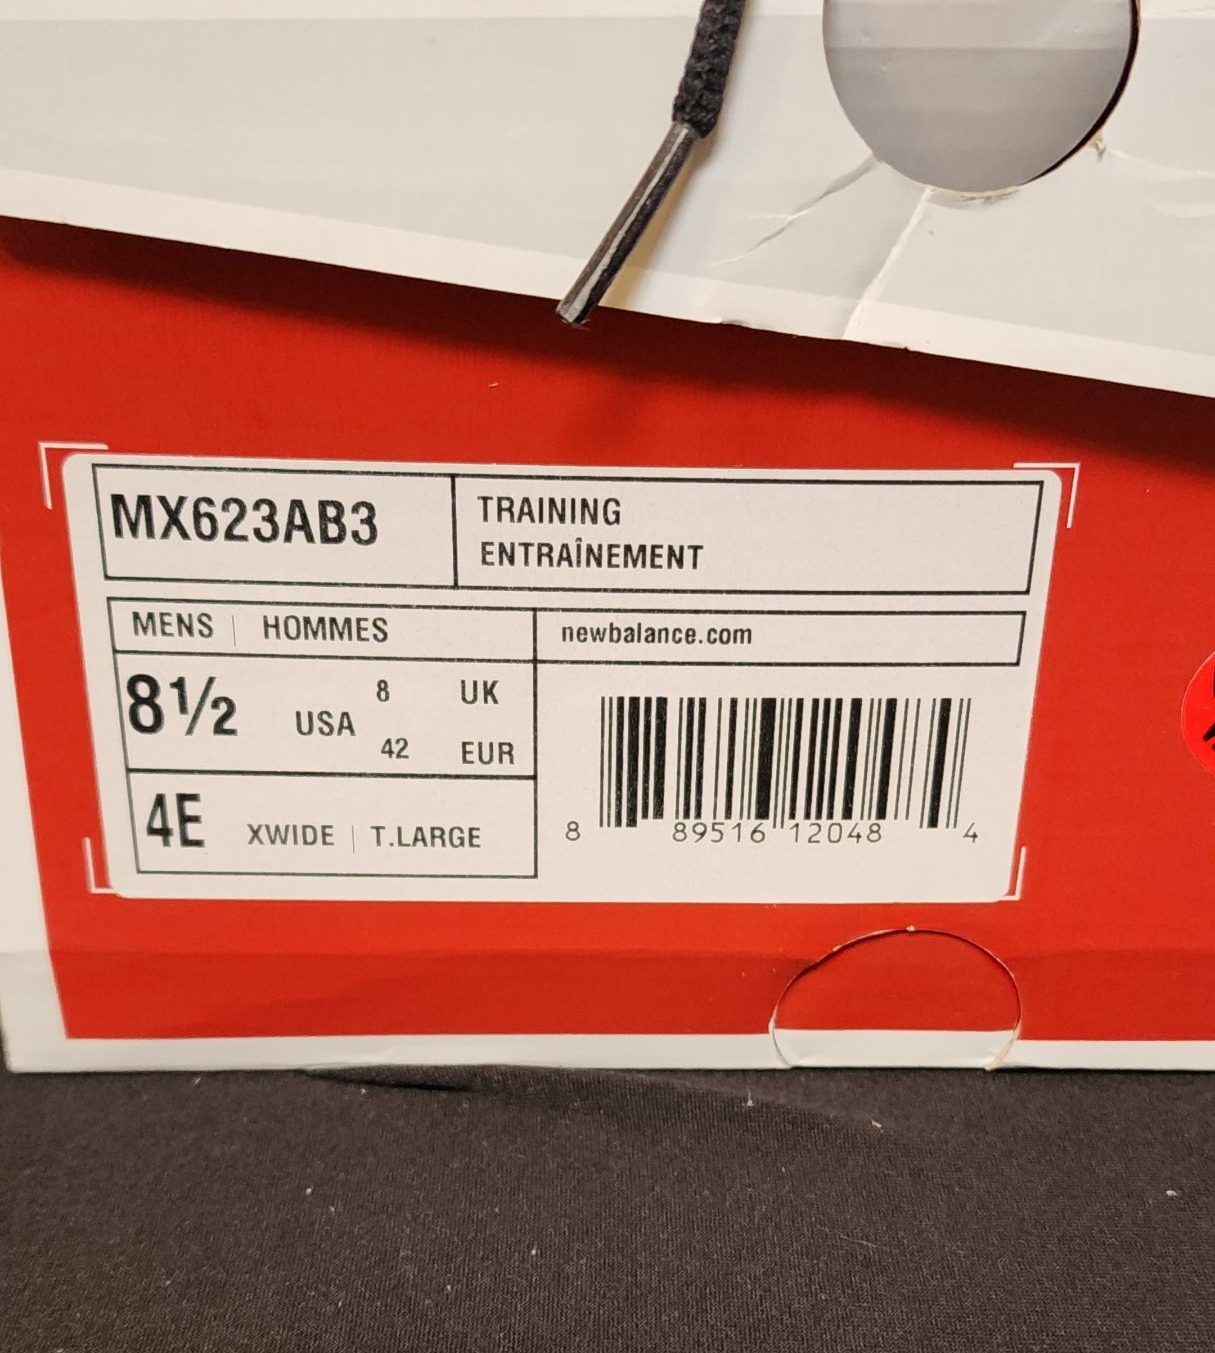 MX623AB3
TRAINING
ENTRAÎNEMENT
MENS | HOMMES
newbalance.com
8½ USA 8 UK
42 EUR
4E XWIDE | T.LARGE
8 89516 12048 4